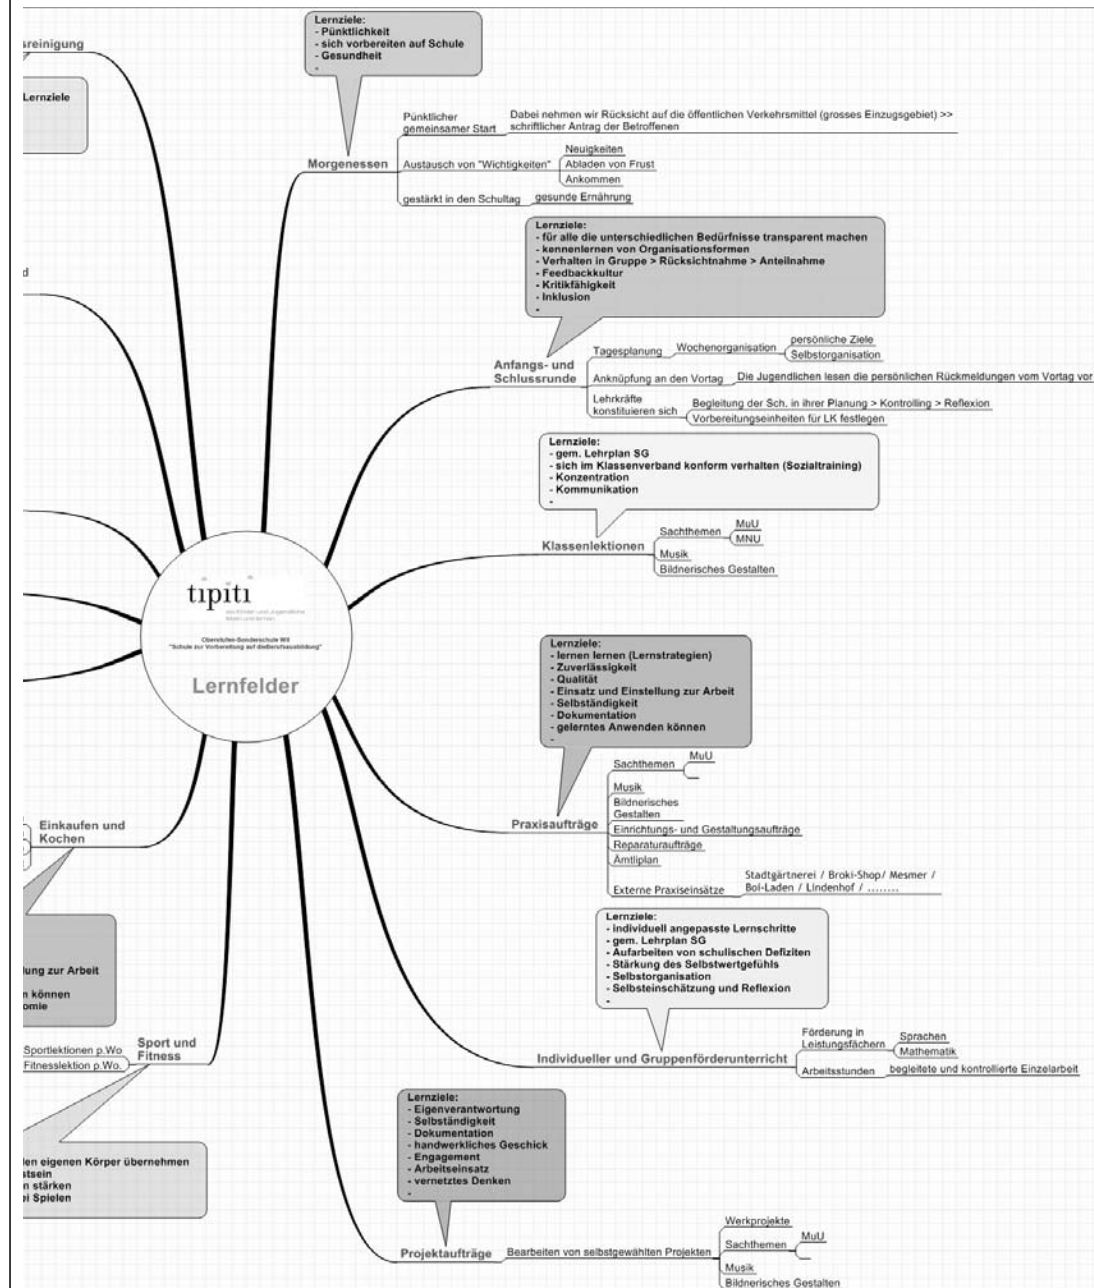 Lernziele:
- Pünktlichkeit
- sich vorbereiten auf Schule
- Gesundheit
-
sreinigung
Lernziele
Pünktlicher
gemeinsamer Start
Dabei nehmen wir Rücksicht auf die öffentlichen Verkehrsmittel (grosses Einzugsgebiet) >>
schriftlicher Antrag der Betroffenen
Morgenessen
Austausch von "Wichtigkeiten"
Neuigkeiten
Abladen von Frust
Ankommen
gestärkt in den Schultag
gesunde Ernährung
Lernziele:
- für alle die unterschiedlichen Bedürfnisse transparent machen
- kennenlernen von Organisationsformen
- Verhalten in Gruppe > Rücksichtnahme > Anteilnahme
- Feedbackkultur
- Kritikfähigkeit
- Inklusion
-
d
Anfangs- und
Schlussrunde
Tagesplanung
Wochenorganisation
persönliche Ziele
Selbstorganisation
Anknüpfung an den Vortag
Die Jugendlichen lesen die persönlichen Rückmeldungen vom Vortag vor
Lehrkräfte
konstituieren sich
Begleitung der Sch. in ihrer Planung > Kontrolling > Reflexion
Vorbereitungseinheiten für LK festlegen
Lernziele:
- gem. Lehrplan SG
- sich im Klassenverband konform verhalten (Sozialtraining)
- Konzentration
- Kommunikation
-
Klassenlektionen
Sachthemen
MuU
MNU
Musik
Bildnerisches Gestalten
tipiti
wo Kinder und Jugendliche
leben und lernen
Oberstufen-Sonderschule Wil
"Schule zur Vorbereitung auf dieBerufsausbildung"
Lernfelder
Lernziele:
- lernen lernen (Lernstrategien)
- Zuverlässigkeit
- Qualität
- Einsatz und Einstellung zur Arbeit
- Selbständigkeit
- Dokumentation
- gelerntes Anwenden können
-
Praxisaufträge
Sachthemen
MuU
Musik
Bildnerisches
Gestalten
Einrichtungs- und Gestaltungsaufträge
Reparaturaufträge
Ämtliplan
Externe Praxiseinsätze
Stadtgärtnerei / Broki-Shop/ Mesmer /
Bol-Laden / Lindenhof / ........
Einkaufen und
Kochen
lung zur Arbeit
n können
omie
Lernziele:
- individuell angepasste Lernschritte
- gem. Lehrplan SG
- Aufarbeiten von schulischen Defiziten
- Stärkung des Selbstwertgefühls
- Selbstorganisation
- Selbsteinschätzung und Reflexion
-
Individueller und Gruppenförderunterricht
Förderung in
Leistungsfächern
Sprachen
Mathematik
Arbeitsstunden
begleitete und kontrollierte Einzelarbeit
Sport und
Fitness
Sportlektionen p.Wo
Fitnesslektion p.Wo.
len eigenen Körper übernehmen
stsein
n stärken
ei Spielen
Lernziele:
- Eigenverantwortung
- Selbständigkeit
- Dokumentation
- handwerkliches Geschick
- Engagement
- Arbeitseinsatz
- vernetztes Denken
-
Projektaufträge
Bearbeiten von selbstgewählten Projekten
Werkprojekte
Sachthemen
MuU
Musik
Bildnerisches Gestalten